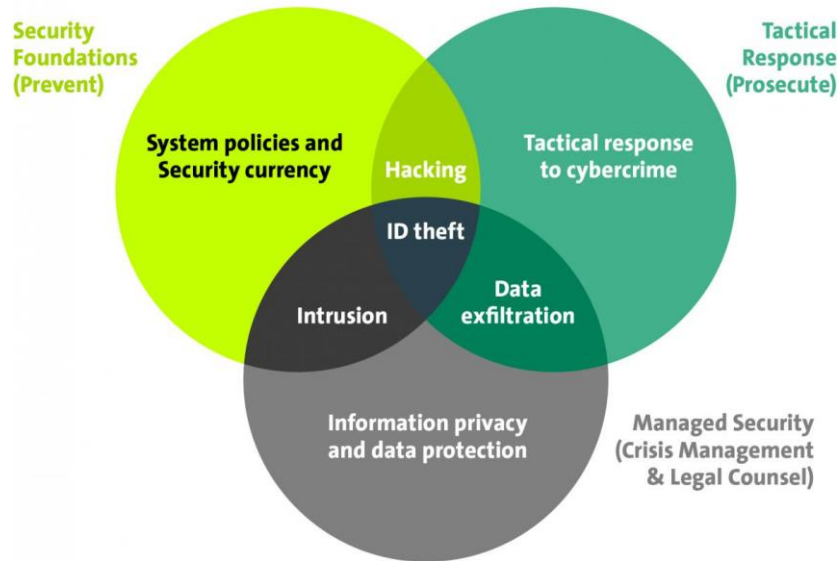 Security
Foundations
(Prevent)
Tactical
Response
(Prosecute)
System policies and
Security currency
Hacking
Tactical response
to cybercrime
ID theft
Intrusion
Data
exfiltration
Information privacy
and data protection
Managed Security
(Crisis Management
& Legal Counsel)